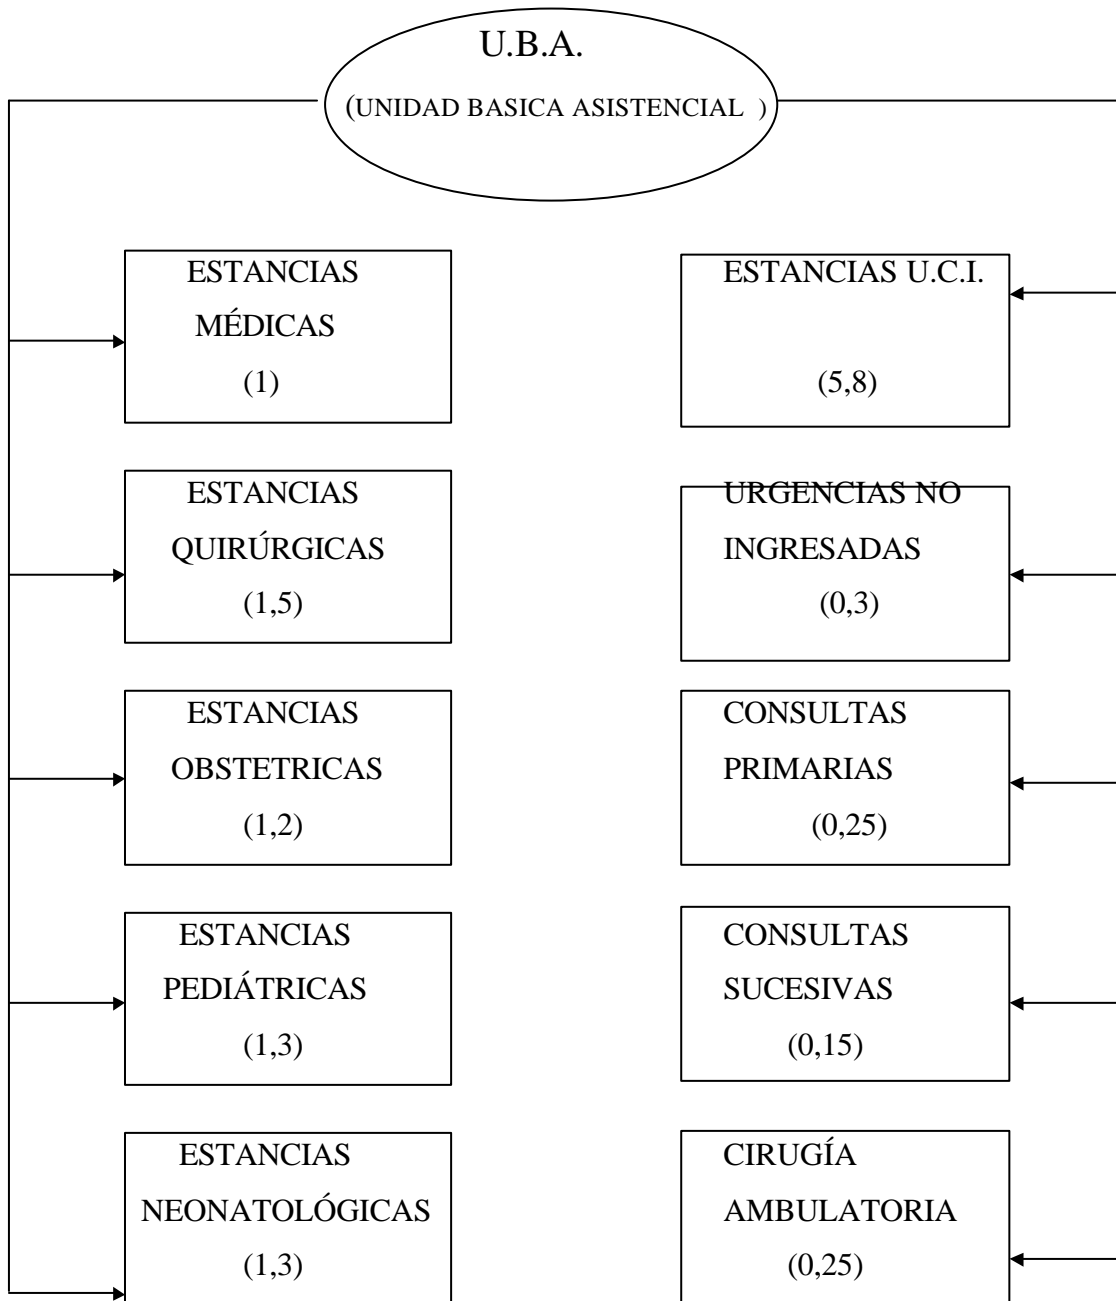 U.B.A.
(UNIDAD BASICA ASISTENCIAL )
ESTANCIAS
MÉDICAS
(1)
ESTANCIAS U.C.I.
(5,8)
ESTANCIAS
QUIRÚRGICAS
(1,5)
URGENCIAS NO
INGRESADAS
(0,3)
ESTANCIAS
OBSTETRICAS
(1,2)
CONSULTAS
PRIMARIAS
(0,25)
ESTANCIAS
PEDIÁTRICAS
(1,3)
CONSULTAS
SUCESIVAS
(0,15)
ESTANCIAS
NEONATOLÓGICAS
(1,3)
CIRUGÍA
AMBULATORIA
(0,25)